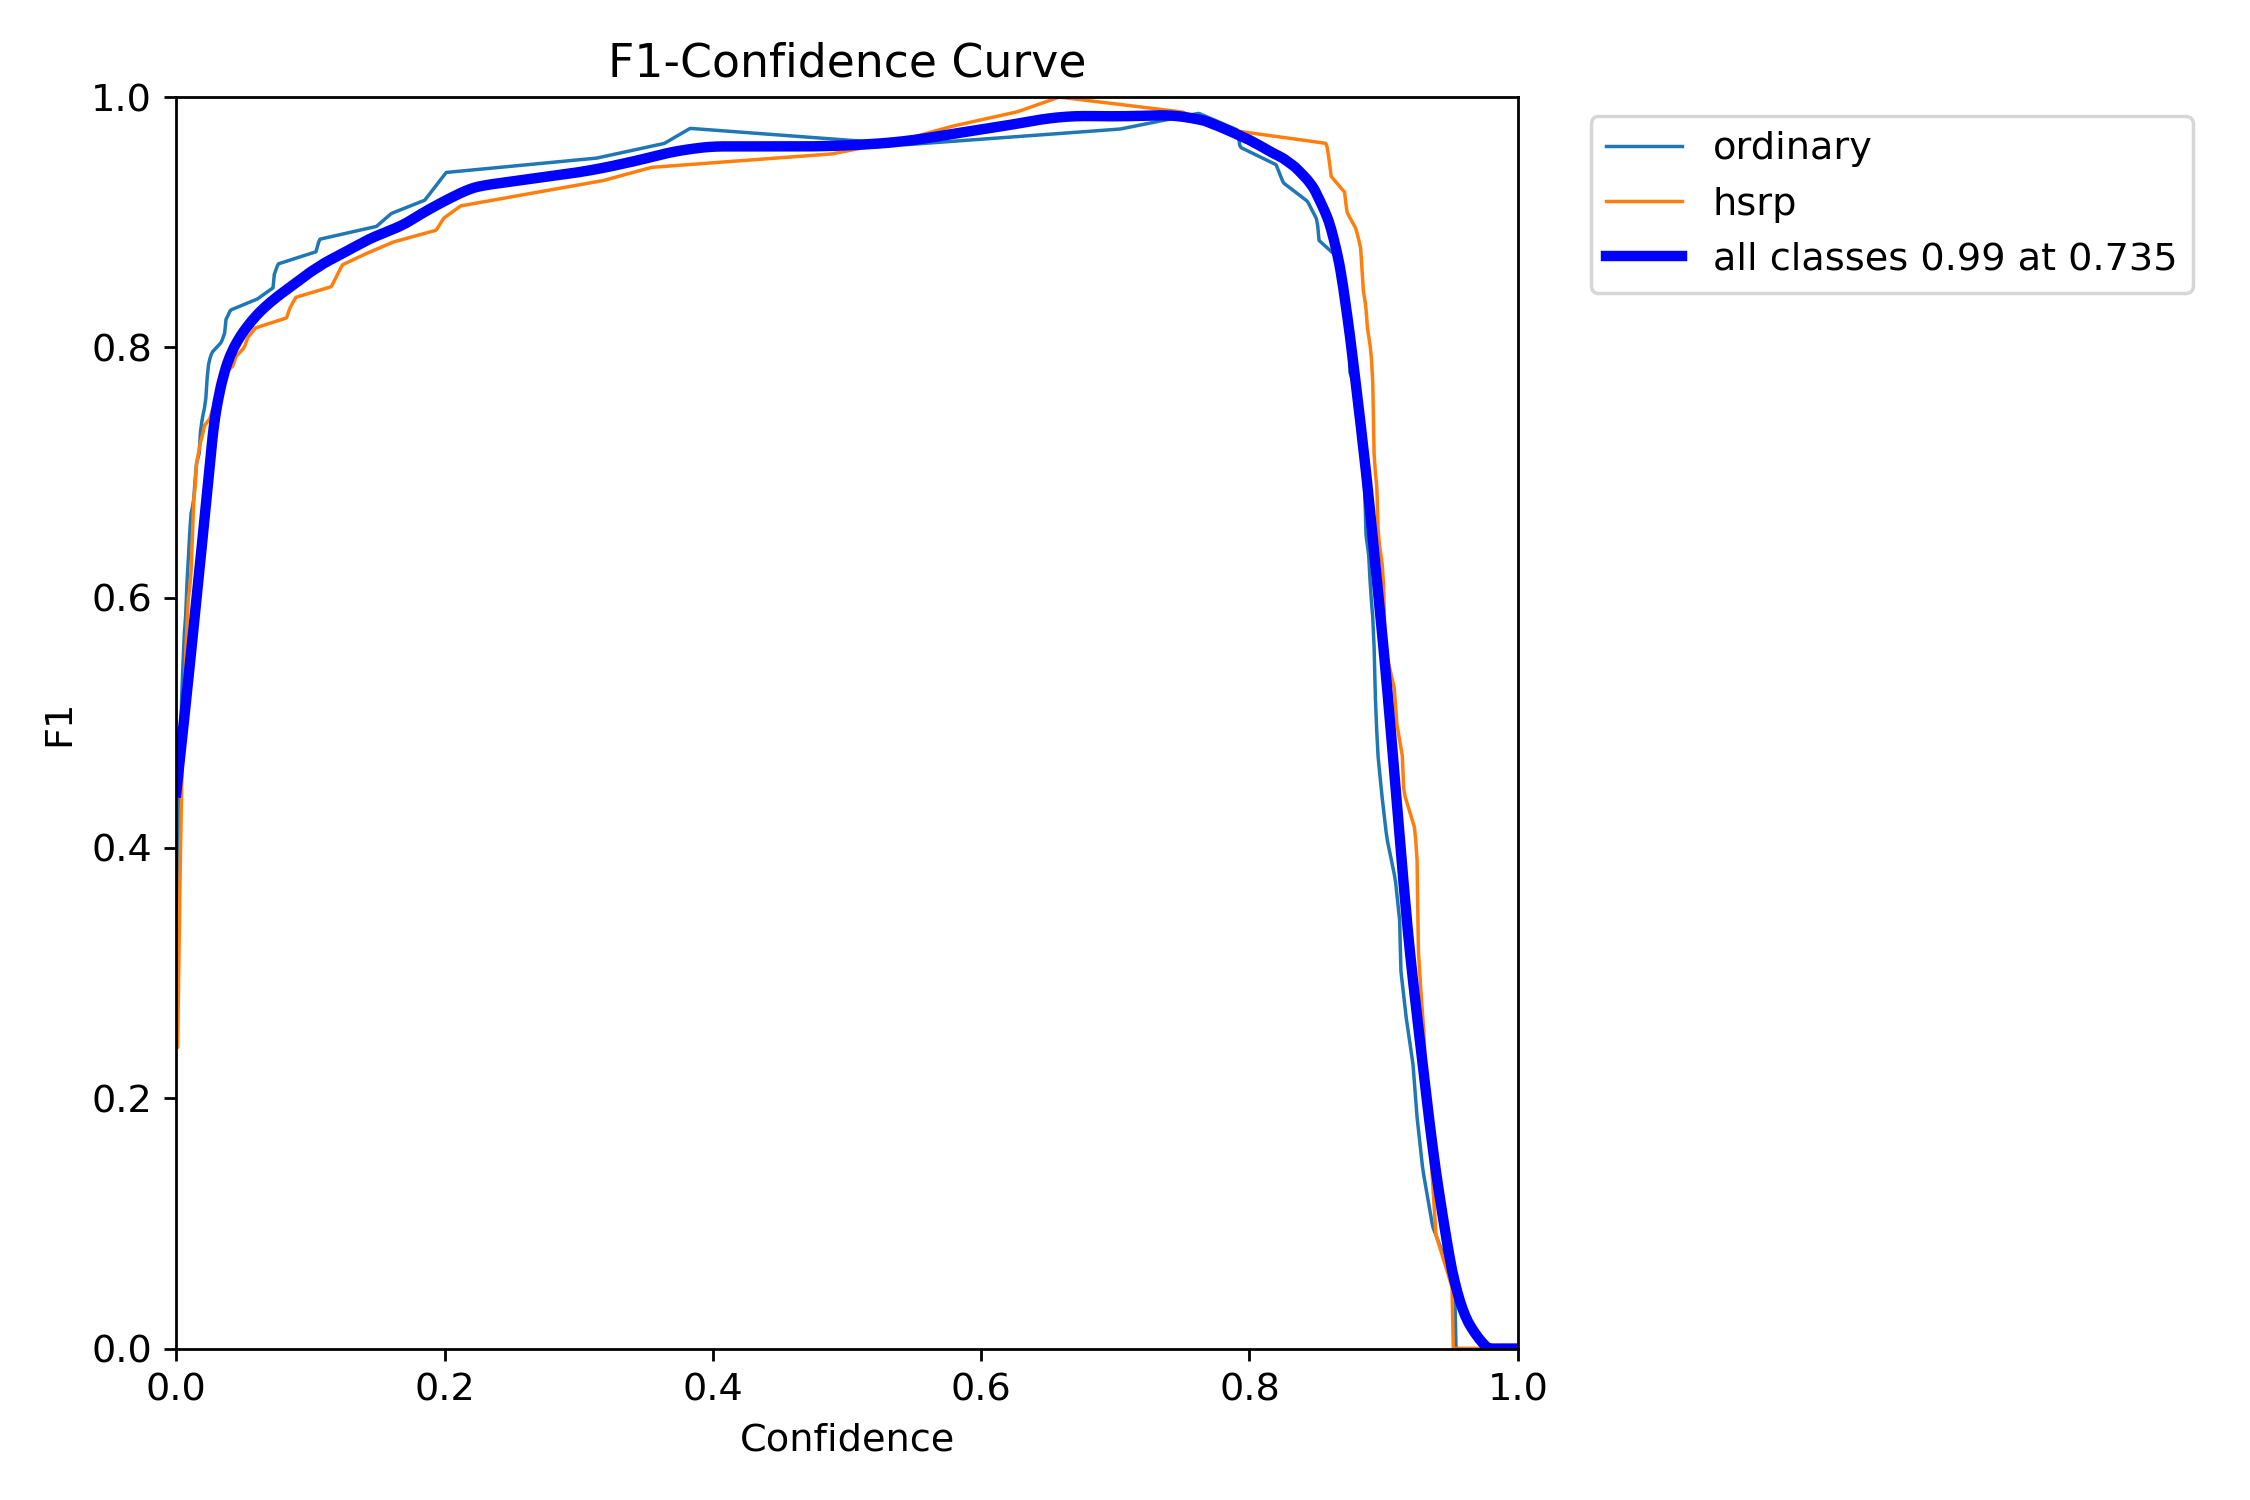 F1-Confidence Curve
1.0
0.8
0.6
0.4
0.2
0.0
F1
0.0 0.2 0.4 0.6 0.8 1.0
Confidence
ordinary
hsrp
all classes 0.99 at 0.735